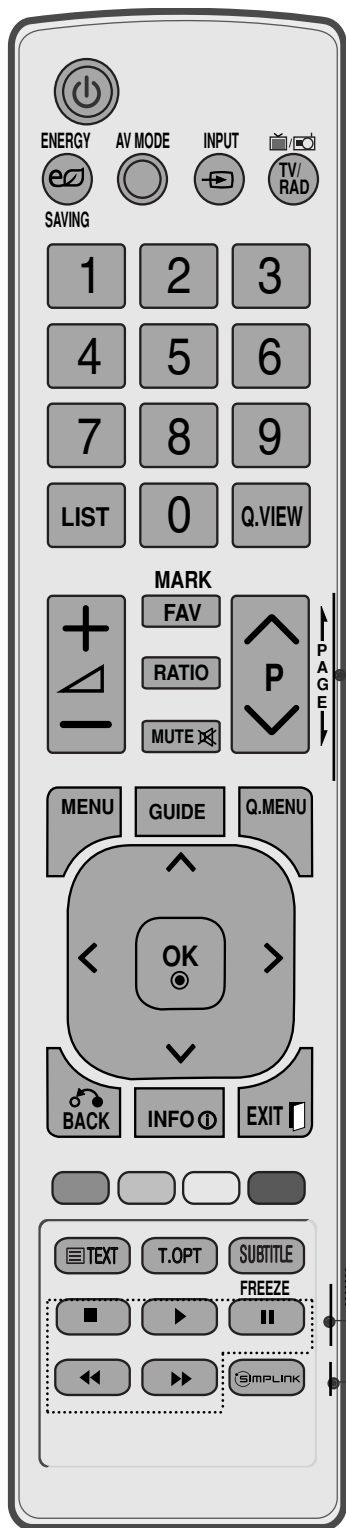 ENERGY AV MODE INPUT
TV/
RAD
SAVING
1 2 3
4 5 6
7 8 9
LIST 0 Q.VIEW
MARK
FAV
RATIO P PAGE
MUTE
MENU GUIDE Q.MENU
OK
BACK INFO EXIT
TEXT T.OPT SUBTITLE
FREEZE
SIMPLINK